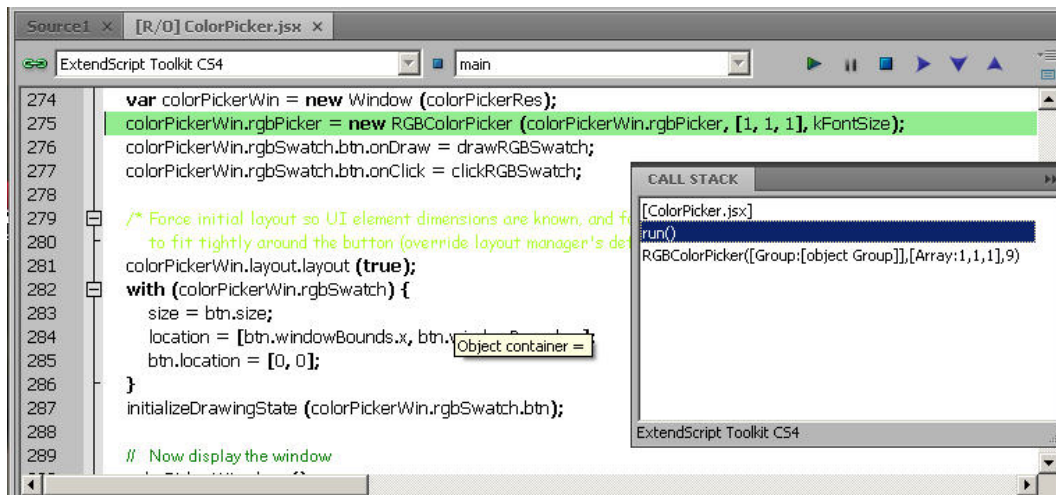 Source1 × [R/O] ColorPicker.jsx ×
ExtendScript Toolkit CS4 main
274 var colorPickerWin = new Window (colorPickerRes);
275 colorPickerWin.rgbPicker = new RGBColorPicker (colorPickerWin.rgbPicker, [1, 1, 1], kFontSize);
276 colorPickerWin.rgbSwatch.btn.onDraw = drawRGBSwatch;
277 colorPickerWin.rgbSwatch.btn.onClick = clickRGBSwatch;
278
279 /* Force initial layout so UI element dimensions are known, and
280 to fit tightly around the button (override layout manager's
281 colorPickerWin.layout.layout (true);
282 with (colorPickerWin.rgbSwatch) {
283 size = btn.size;
284 location = [btn.windowBounds.x,
285 btn.location = [0, 0];
286 }
287 initializeDrawingState (colorPickerWin.rgbSwatch.btn);
288
289 // Now display the window
Object container =
CALL STACK
[ColorPicker.jsx]
run()
RGBColorPicker([Group:[object Group]],[Array:1,1,1],9)
ExtendScript Toolkit CS4